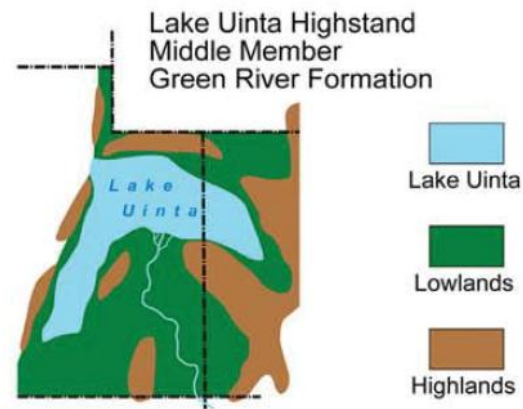 Lake Uinta Highstand
Middle Member
Green River Formation
Lake
Uinta
Lake Uinta
Lowlands
Highlands